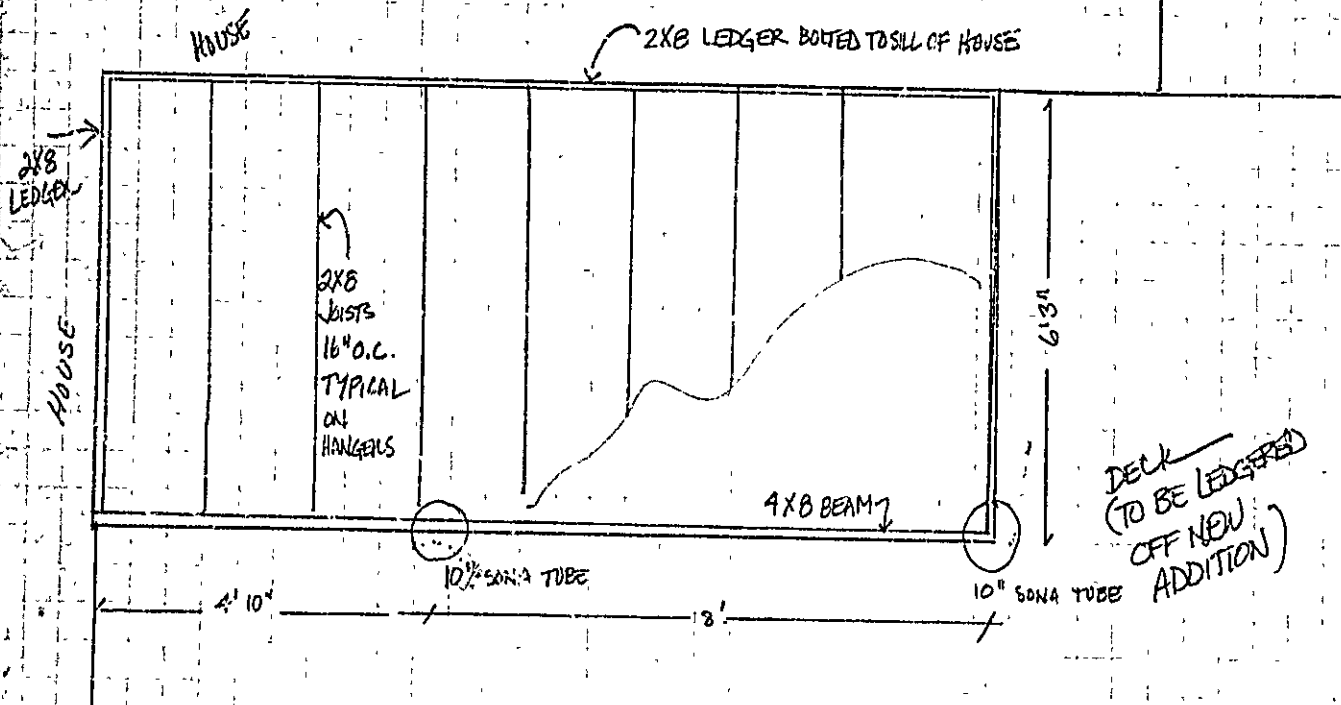 HOUSE
2X8 LEDGER BOLTED TO SILL OF HOUSE
2X8
LEDGER
HOUSE
2X8
JOISTS
16" O.C.
TYPICAL
ON
HANGERS
6'3"
4X8 BEAM
DECK
(TO BE LEDGERED
OFF NEW
ADDITION)
10" SONA TUBE
10" SONA TUBE
4' 10"
8'